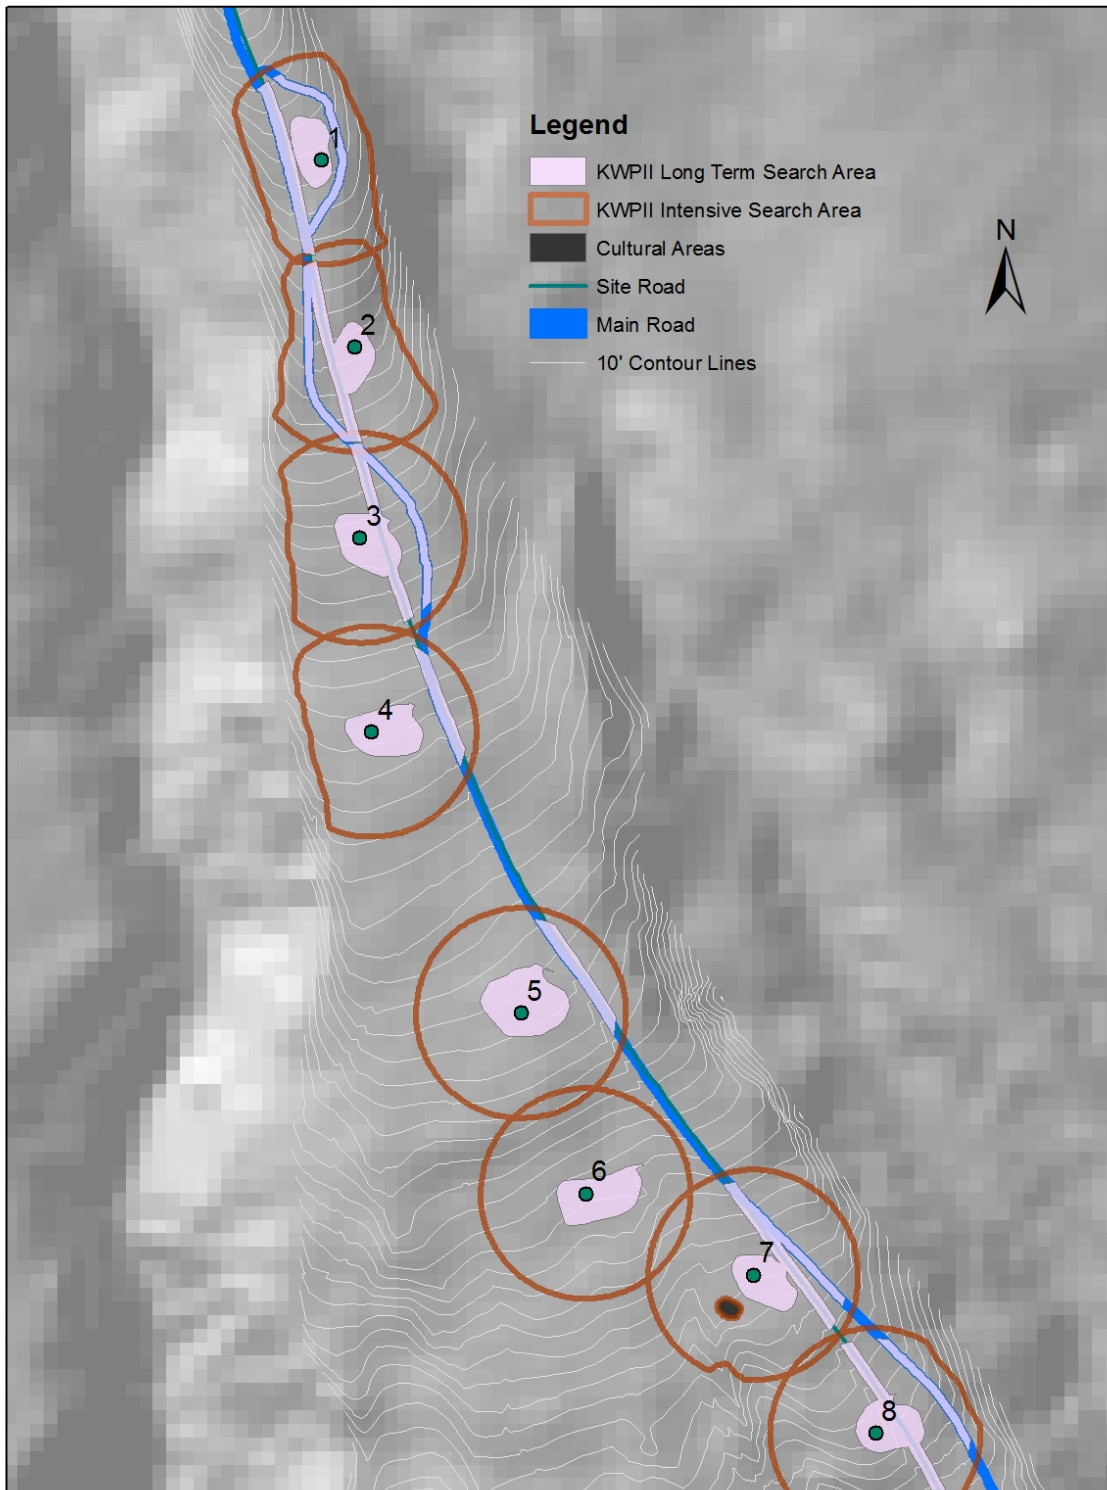 1
Legend
KWPII Long Term Search Area
KWPII Intensive Search Area
N
Cultural Areas
Site Road
Main Road
2
10' Contour Lines
3
4
5
6
7
8